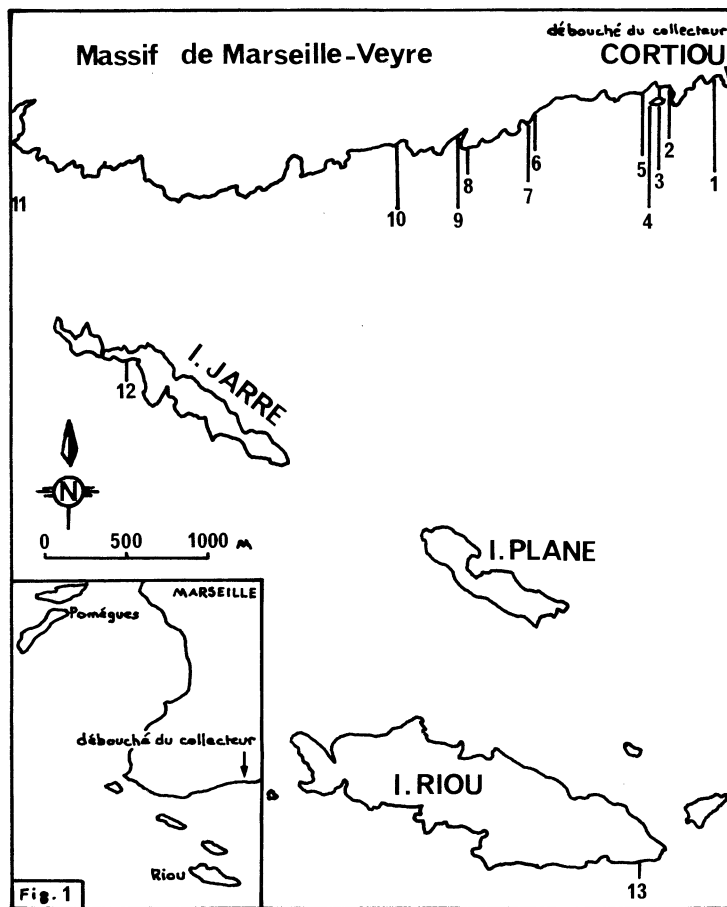 débouché du collecteur
Massif de Marseille-Veyre
CORTIOU
1
2
3
4
5
6
7
8
9
10
11
I. JARRE
12
N
0 500 1000 M
I. PLANE
MARSEILLE
Pomégues
débouché du collecteur
Riou
I. RIOU
13
Fig. 1